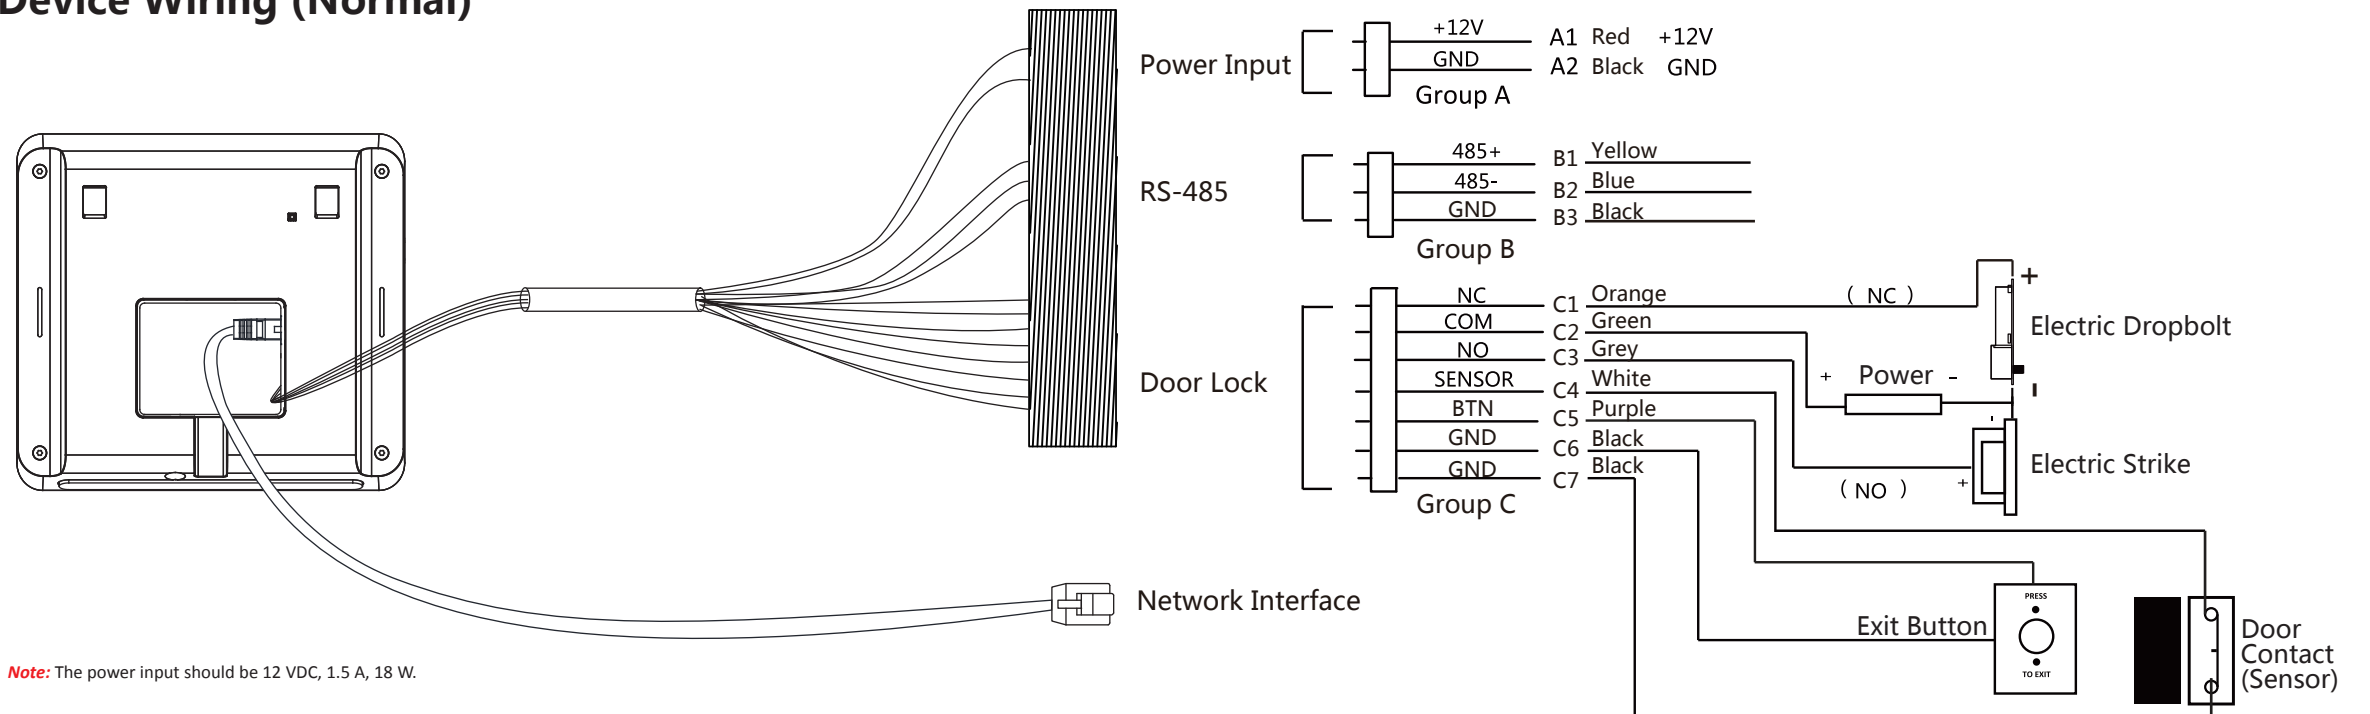 Device Wiring (Normal)
Power Input
+12V
A1 Red +12V
GND
A2 Black GND
Group A
RS-485
485+
B1 Yellow
485-
B2 Blue
GND
B3 Black
Group B
Door Lock
NC
C1 Orange
( NC )
COM
C2 Green
NO
C3 Grey
SENSOR
C4 White
BTN
C5 Purple
GND
C6 Black
GND
C7 Black
Group C
+
Electric Dropbolt
-
+ Power -
-
Electric Strike
+
( NO )
Network Interface
Exit Button
PRESS
TO EXIT
Door
Contact
(Sensor)
Note: The power input should be 12 VDC, 1.5 A, 18 W.